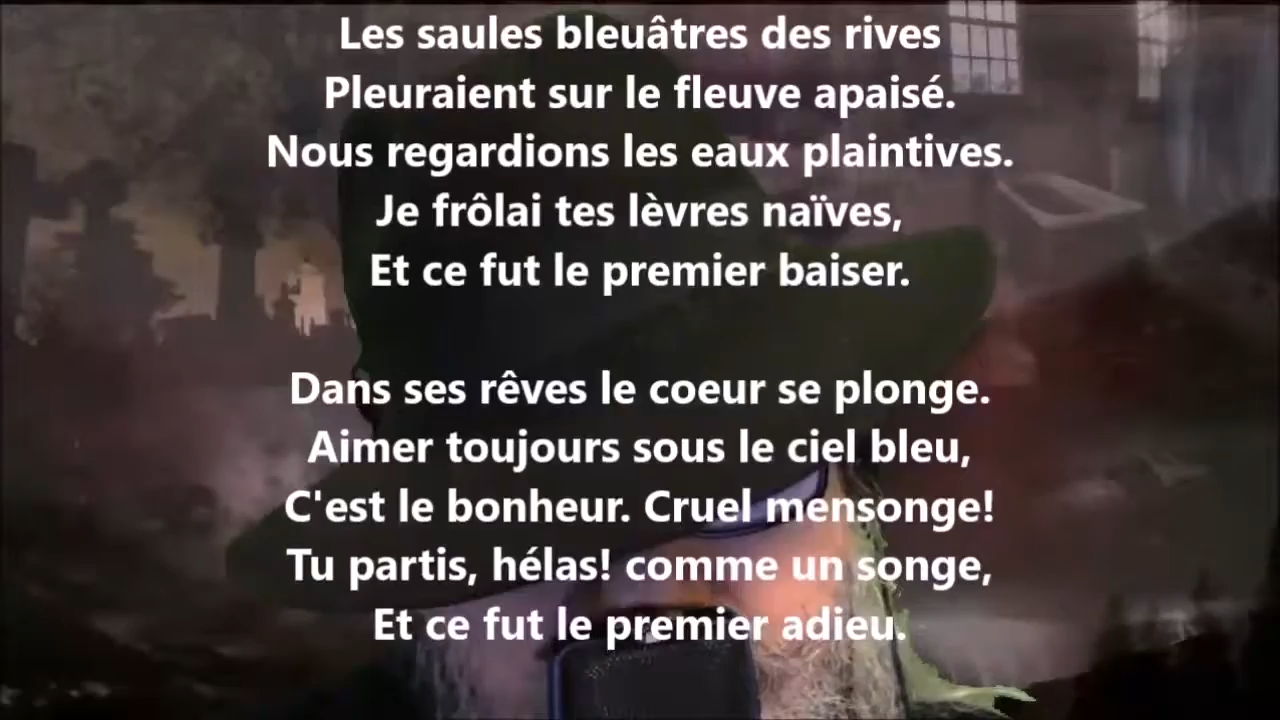 Les saules bleuâtres des rives
Pleuraient sur le fleuve apaisé.
Nous regardions les eaux plaintives.
Je frôlai tes lèvres naïves,
Et ce fut le premier baiser.
Dans ses rêves le coeur se plonge.
Aimer toujours sous le ciel bleu,
C'est le bonheur. Cruel mensonge!
Tu partis, hélas! comme un songe,
Et ce fut le premier adieu.